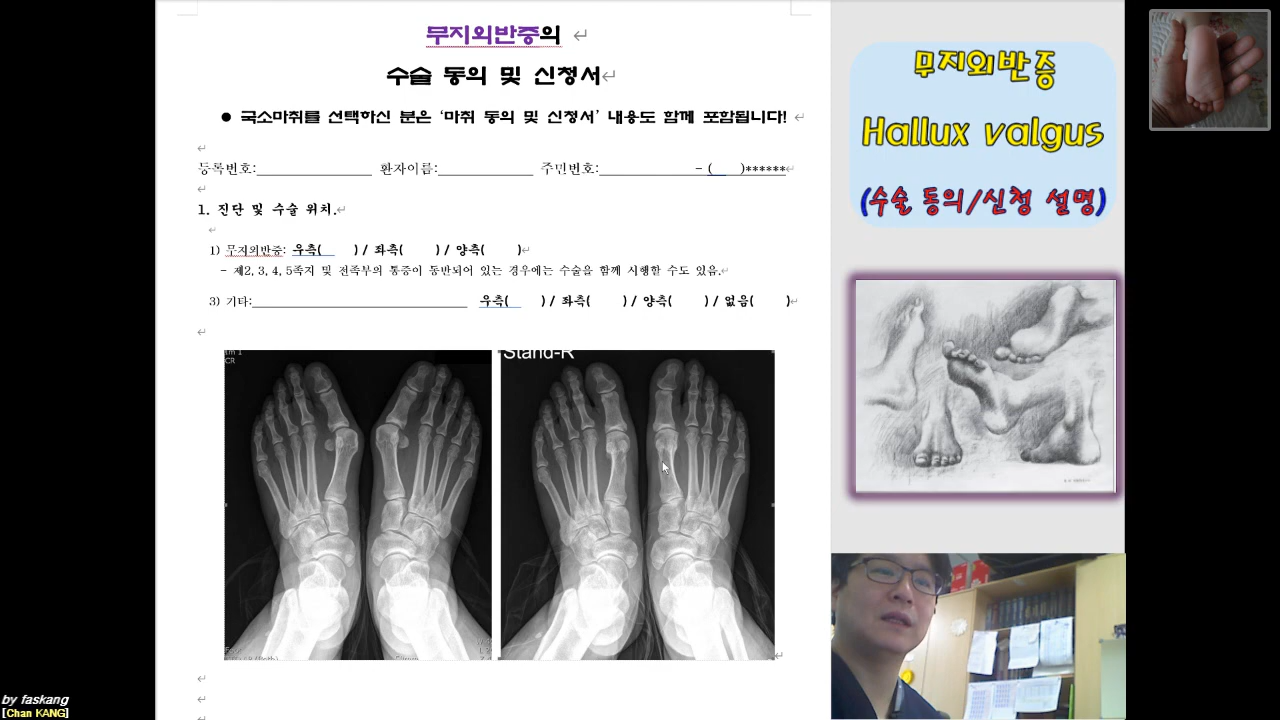 무지외반증의
수술 동의 및 신청서
● 국소마취를 선택하신 분은 ‘마취 동의 및 신청서’ 내용도 함께 포함됩니다!
등록번호:________________ 환자이름:_____________ 주민번호:_____________ - (    )******
1. 진단 및 수술 위치.
1) 무지외반증: 우측(    ) / 좌측(    ) / 양측(    )
- 제2, 3, 4, 5족지 및 전족부의 통증이 동반되어 있는 경우에는 수술을 함께 시행할 수도 있음.
3) 기타:______________________________ 우측(    ) / 좌측(    ) / 양측(    ) / 없음(    )
CR
Stand-R
무지외반증
Hallux valgus
(수술 동의/신청 설명)
by faskang
[Chan KANG]